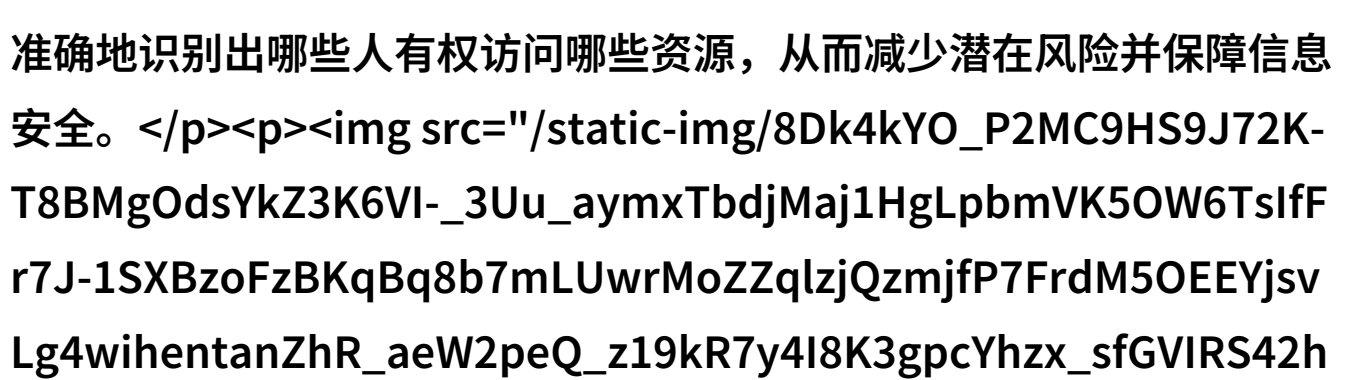 准确地识别出哪些人有权访问哪些资源，从而减少潜在风险并保障信息
安全。</p><p><img src="/static-img/8Dk4kYO_P2MC9HS9J72K-
T8BMgOdsYkZ3K6VI-_3Uu_aymxTbdjMaj1HgLpbmVK5OW6TsIfF
r7J-1SXBzoFzBKqBq8b7mLUwrMoZZqlzjQzmjfP7FrdM5OEEYjsv
Lg4wihentanZhR_aeW2peQ_z19kR7y4I8K3gpcYhzx_sfGVIRS42h